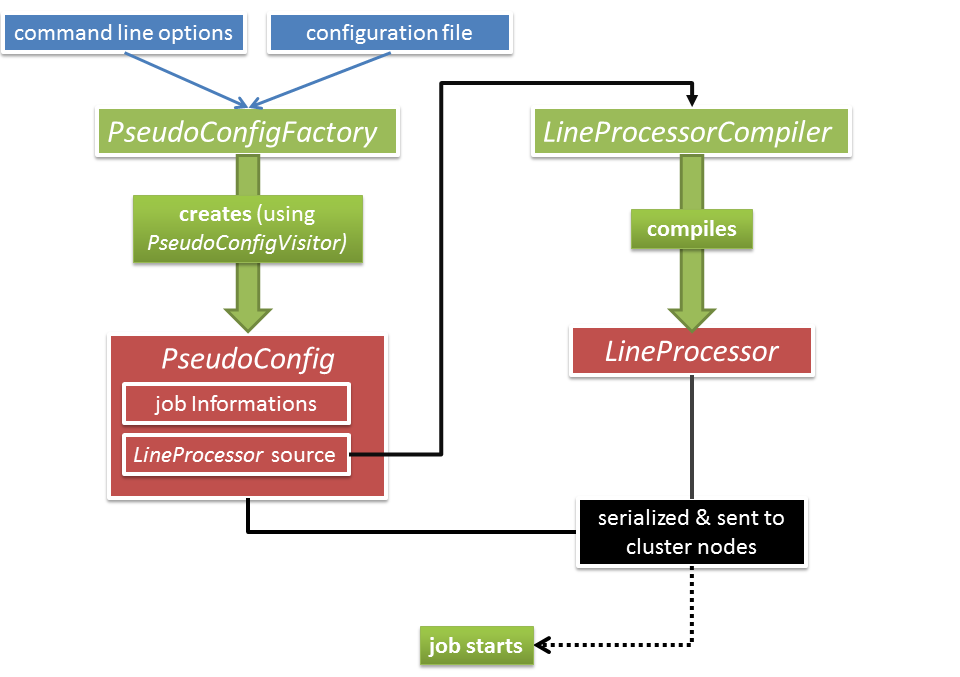 command line options
configuration file
PseudoConfigFactory
LineProcessorCompiler
creates (using
PseudoConfigVisitor)
compiles
PseudoConfig
LineProcessor
job Informations
LineProcessor source
serialized & sent to
cluster nodes
job starts